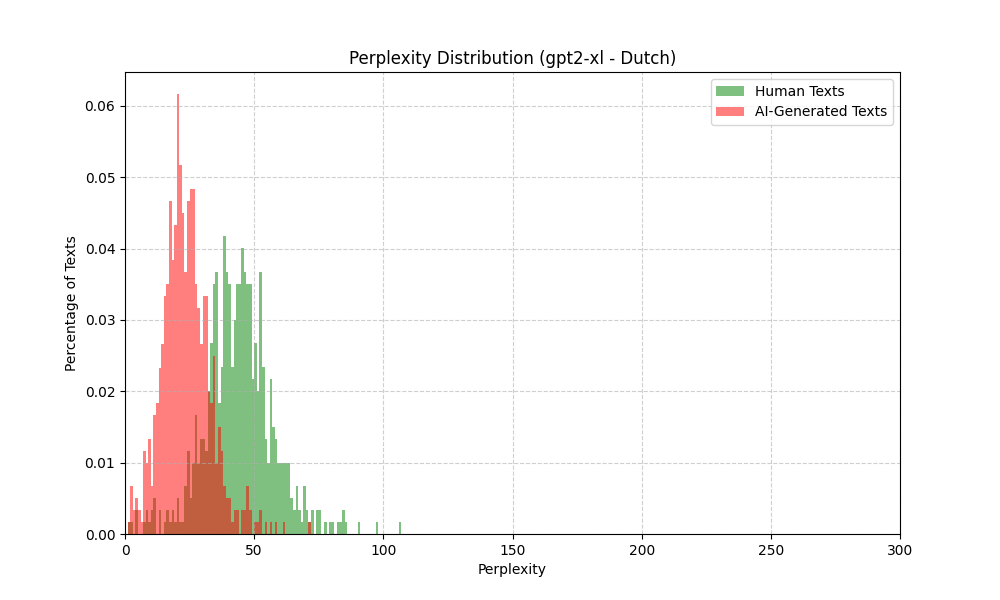 Perplexity Distribution (gpt2-xl - Dutch)
Human Texts
AI-Generated Texts
Percentage of Texts
0.06
0.05
0.04
0.03
0.02
0.01
0.00
0 50 100 150 200 250 300
Perplexity